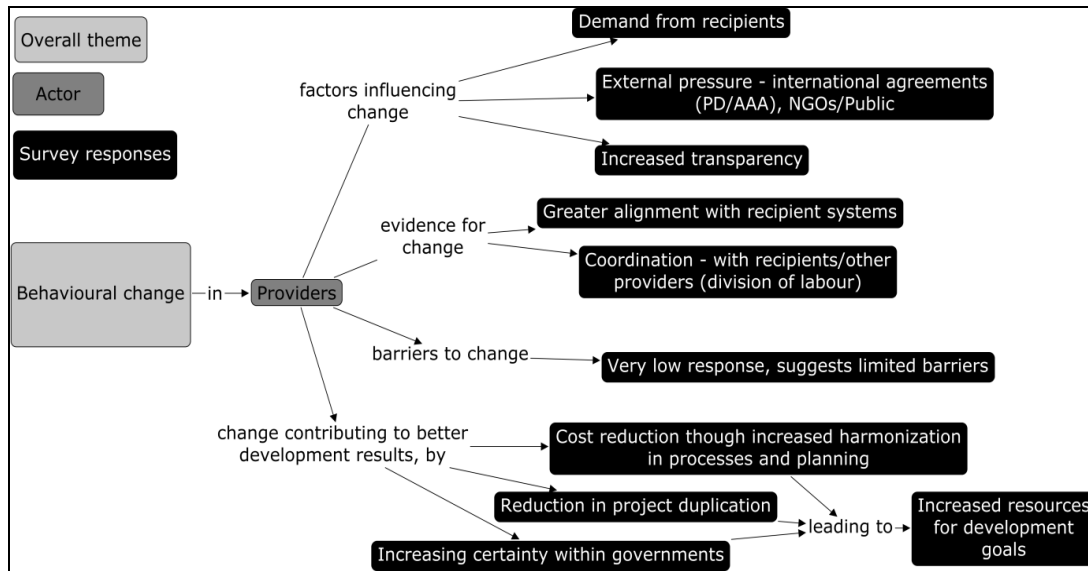 Overall theme
Actor
Survey responses
Behavioural change
in
Providers
factors influencing
change
Demand from recipients
External pressure - international agreements
(PD/AAA), NGOs/Public
Increased transparency
evidence for
change
Greater alignment with recipient systems
Coordination - with recipients/other
providers (division of labour)
barriers to change
Very low response, suggests limited barriers
change contributing to better
development results, by
Cost reduction though increased harmonization
in processes and planning
Reduction in project duplication
Increasing certainty within governments
leading to
Increased resources
for development
goals